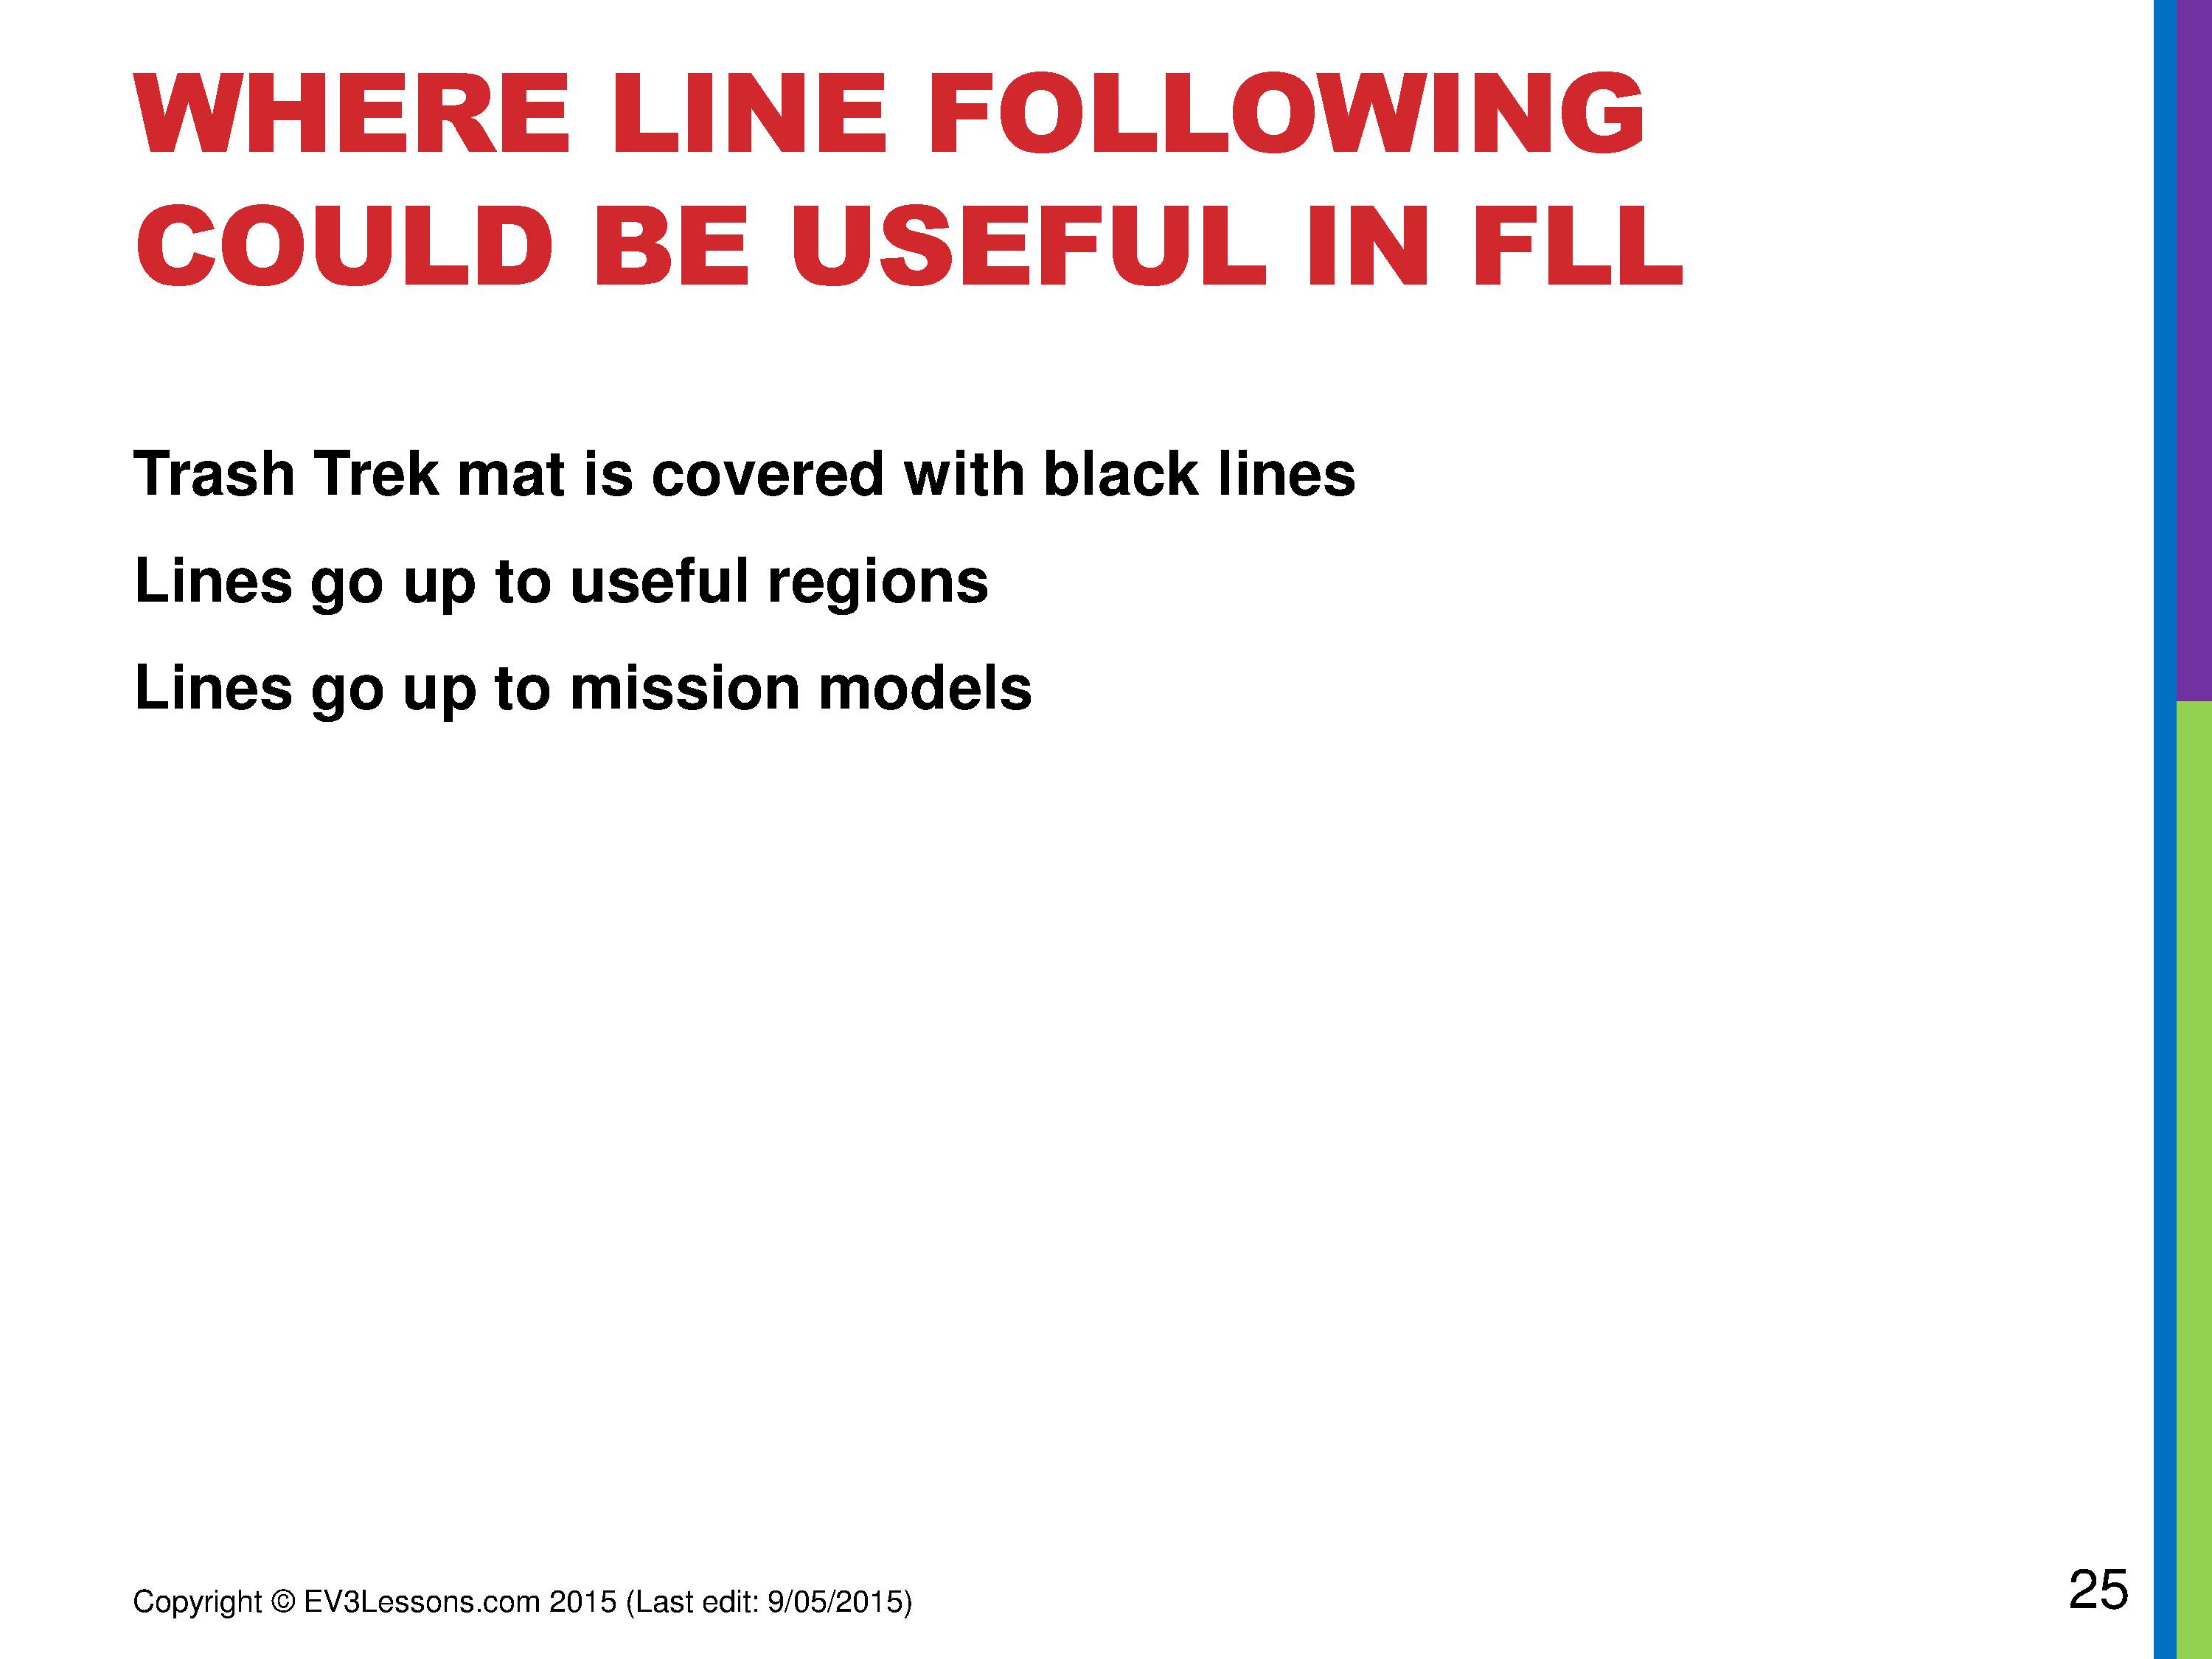 WHERE LINE FOLLOWING
COULD BE USEFUL IN FLL
Trash Trek mat is covered with black lines
Lines go up to useful regions
Lines go up to mission models
Copyright © EV3Lessons.com 2015 (Last edit: 9/05/2015)
25